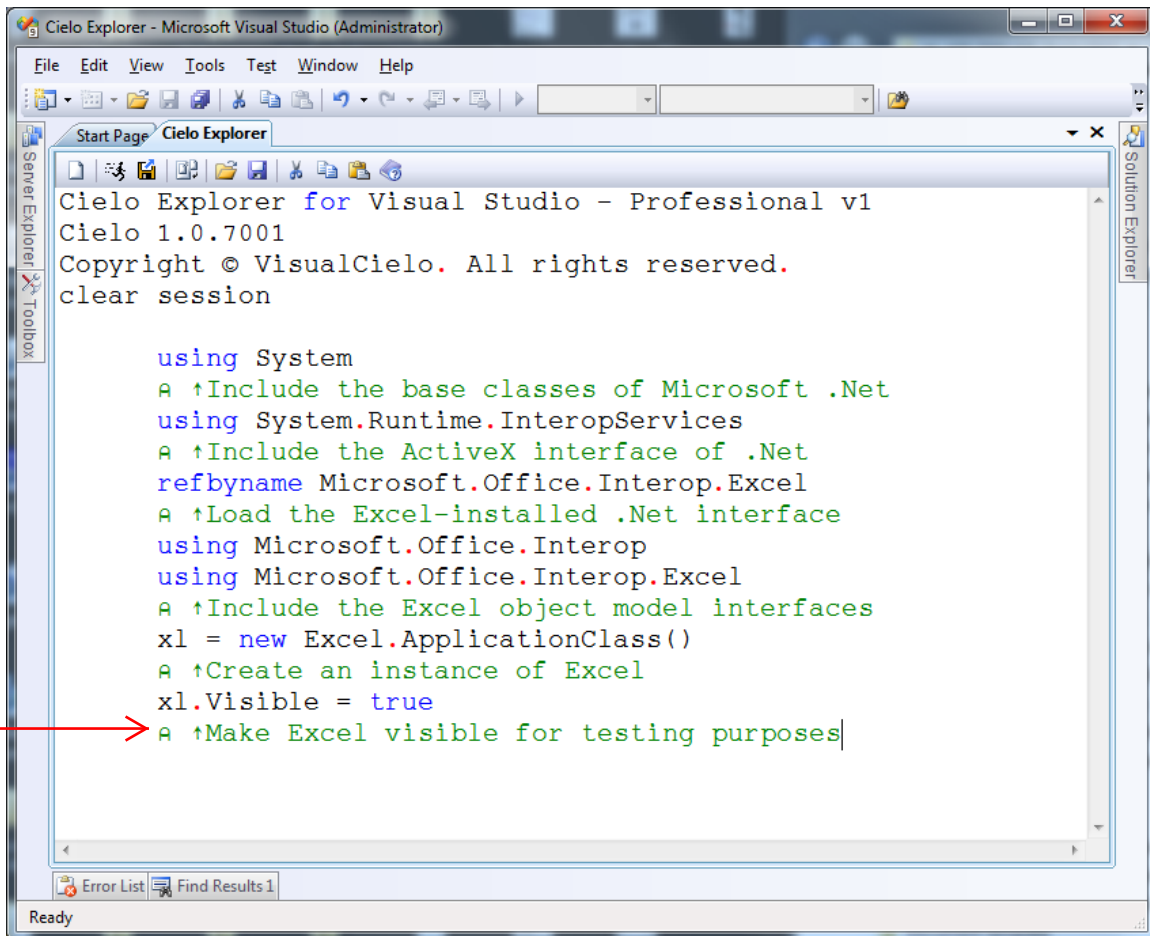 Cielo Explorer - Microsoft Visual Studio (Administrator)
File Edit View Tools Test Window Help
Start Page Cielo Explorer
Server Explorer
Toolbox
Solution Explorer
Cielo Explorer for Visual Studio - Professional v1
Cielo 1.0.7001
Copyright © VisualCielo. All rights reserved.
clear session
using System
⍝ ↑Include the base classes of Microsoft .Net
using System.Runtime.InteropServices
⍝ ↑Include the ActiveX interface of .Net
refbyname Microsoft.Office.Interop.Excel
⍝ ↑Load the Excel-installed .Net interface
using Microsoft.Office.Interop
using Microsoft.Office.Interop.Excel
⍝ ↑Include the Excel object model interfaces
xl = new Excel.ApplicationClass()
⍝ ↑Create an instance of Excel
xl.Visible = true
⍝ ↑Make Excel visible for testing purposes
Error List Find Results 1
Ready